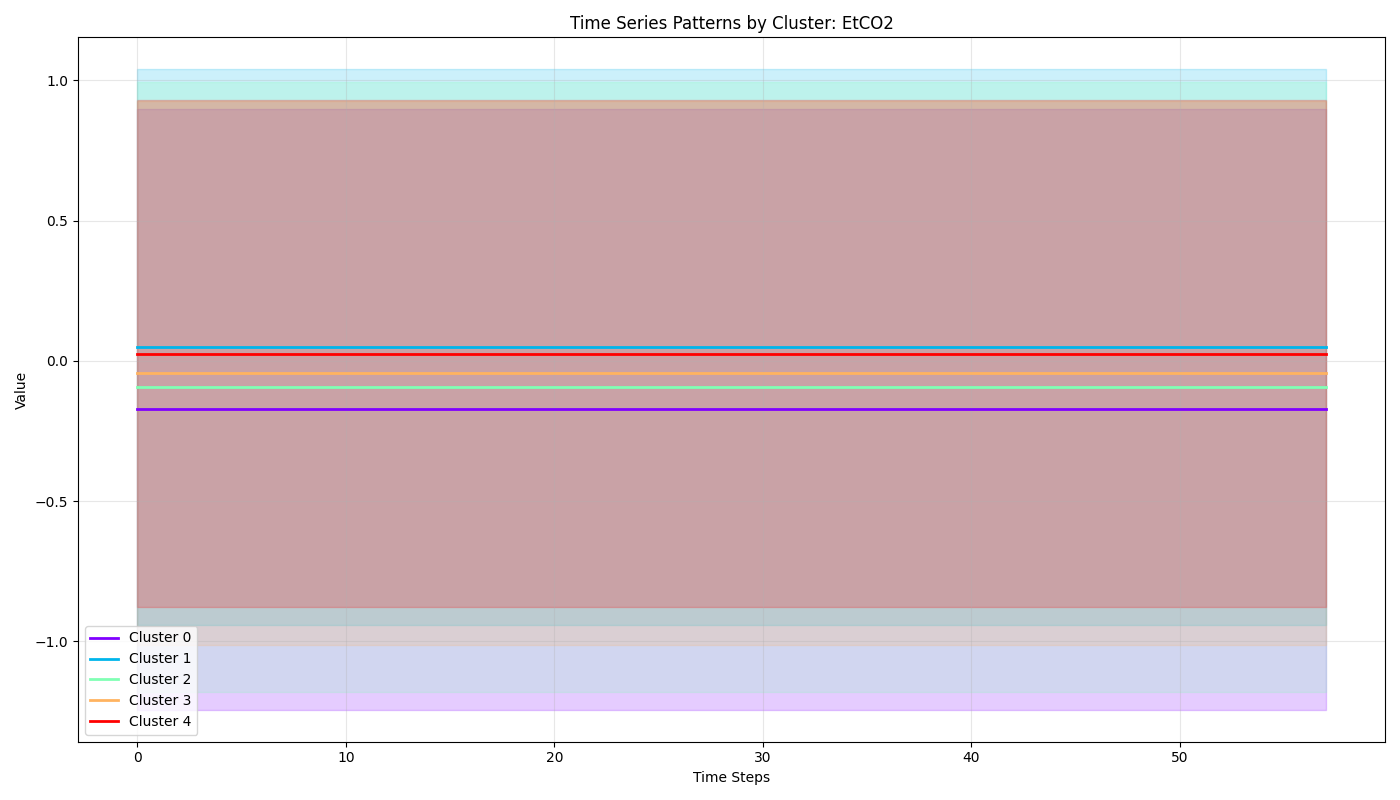 Time Series Patterns by Cluster: EtCO2
1.0
0.5
0.0
−0.5
−1.0
Value
Cluster 0
Cluster 1
Cluster 2
Cluster 3
Cluster 4
0 10 20 30 40 50
Time Steps